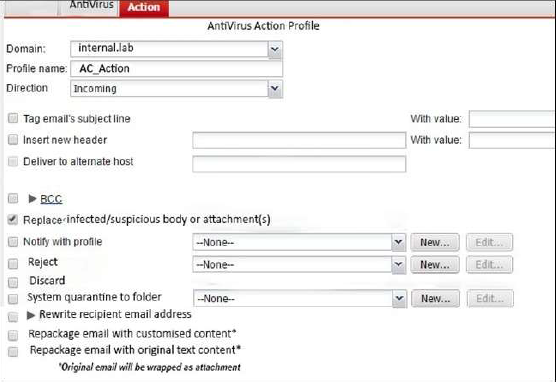 AntiVirus Action
AntiVirus Action Profile
Domain: internal.lab
Profile name: AC_Action
Direction Incoming
Tag email's subject line With value:
Insert new header With value:
Deliver to alternate host
BCC
Replace infected/suspicious body or attachment(s)
Notify with profile --None-- New... Edit...
Reject --None-- New... Edit...
Discard
System quarantine to folder --None-- New... Edit...
Rewrite recipient email address
Repackage email with customised content*
Repackage email with original text content*
*Original email will be wrapped as attachment